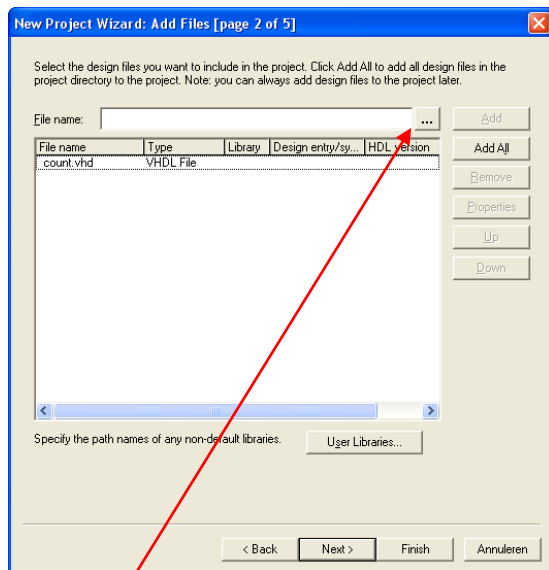 New Project Wizard: Add Files [page 2 of 5]
Select the design files you want to include in the project. Click Add All to add all design files in the
project directory to the project. Note: you can always add design files to the project later.
File name: ... Add
File name Type Library Design entry/sy... HDL version Add All
count.vhd VHDL File
Remove
Properties
Up
Down
Specify the path names of any non-default libraries. User Libraries...
< Back Next > Finish Annuleren